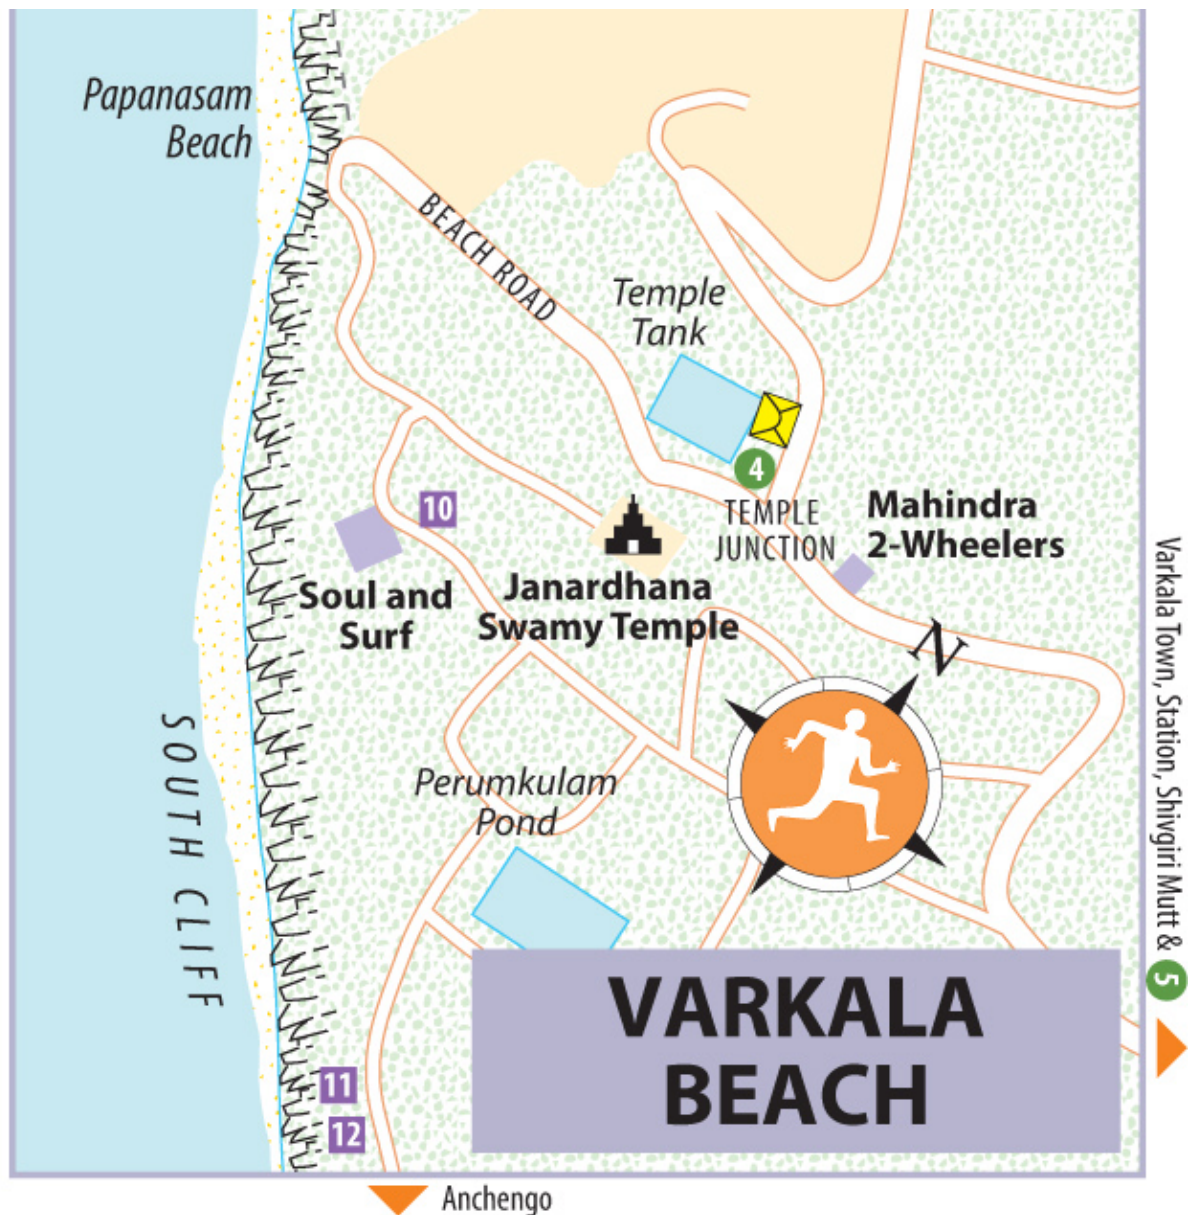 Papanasam
Beach
BEACH ROAD
Temple
Tank
4
TEMPLE
JUNCTION
Mahindra
2-Wheelers
10
Soul and
Surf
Janardhana
Swamy Temple
N
Varkala Town, Station, Shivgiri Mutt & 5
SOUTH CLIFF
Perumkulam
Pond
VARKALA
BEACH
11
12
Anchengo